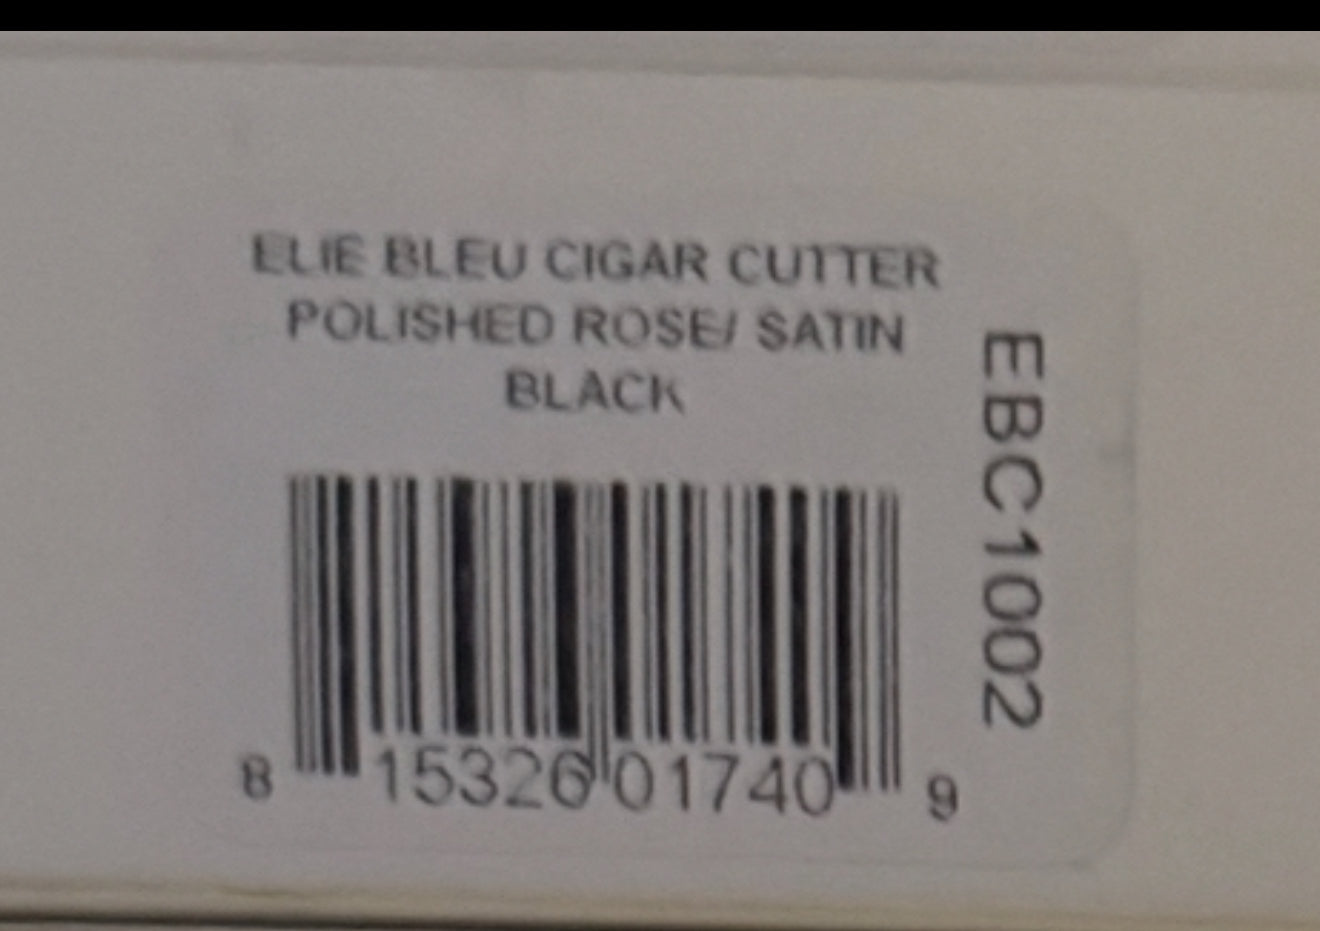 ELIE BLEU CIGAR CUTTER
POLISHED ROSE/ SATIN
BLACK
EBC1002
8 15326 01740 9